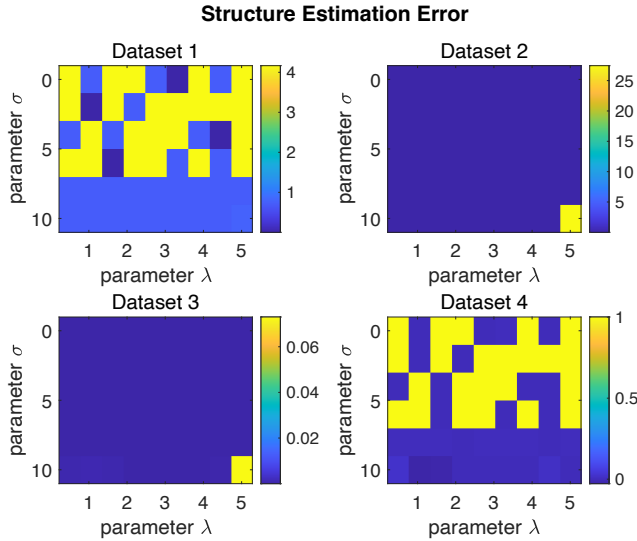 Structure Estimation Error
Dataset 1
0
5
10
1 2 3 4 5
parameter σ
parameter λ
4
3
2
1
Dataset 2
0
5
10
1 2 3 4 5
parameter σ
parameter λ
25
20
15
10
5
Dataset 3
0
5
10
1 2 3 4 5
parameter σ
parameter λ
0.06
0.04
0.02
Dataset 4
0
5
10
1 2 3 4 5
parameter σ
parameter λ
1
0.5
0